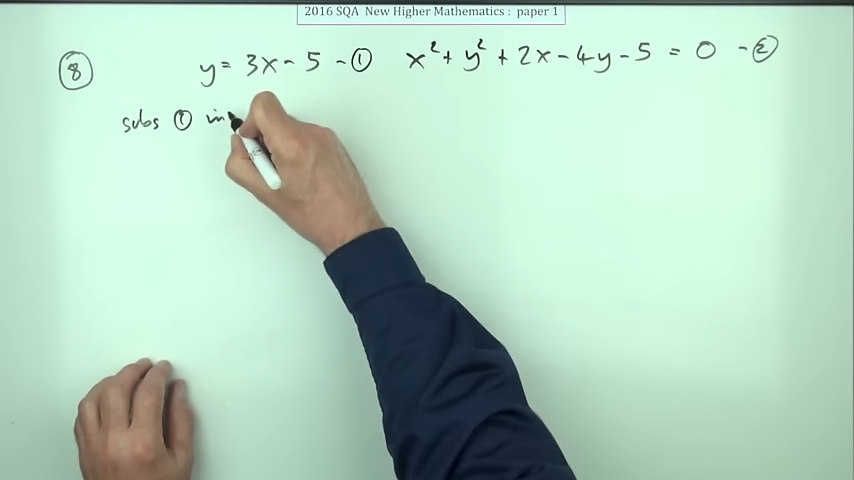 2016 SQA New Higher Mathematics : paper 1
⑧ y = 3x - 5 - ① x² + y² + 2x - 4y - 5 = 0 - ②
subs ① in